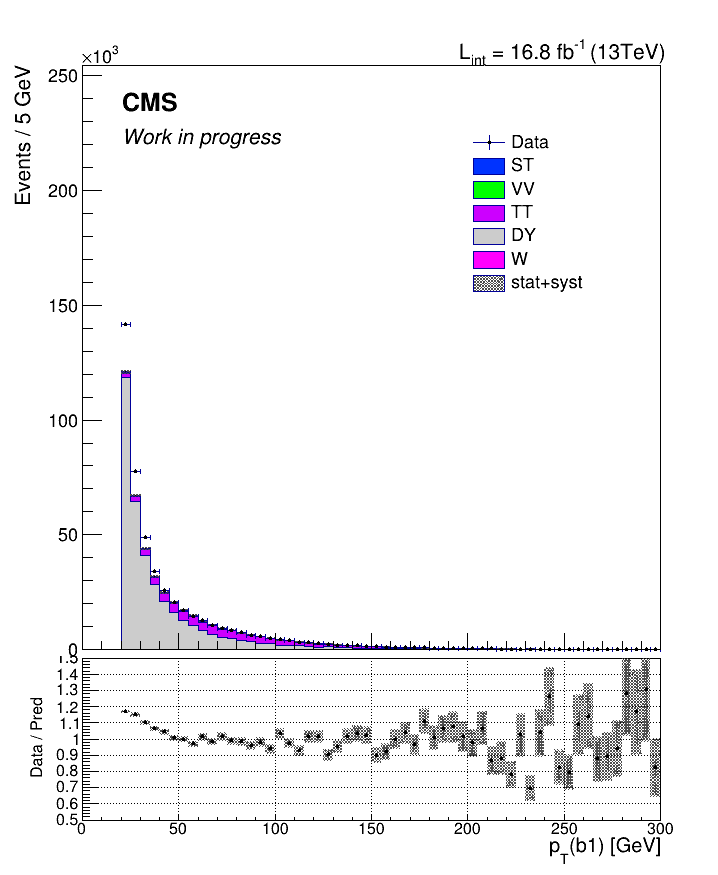 ×10³
L_int = 16.8 fb⁻¹ (13TeV)
Events / 5 GeV
250
200
150
100
50
0
CMS
Work in progress
Data
ST
VV
TT
DY
W
stat+syst
Data / Pred
1.5
1.4
1.3
1.2
1.1
1
0.9
0.8
0.7
0.6
0.5
0 50 100 150 200 250 300
p_T(b1) [GeV]